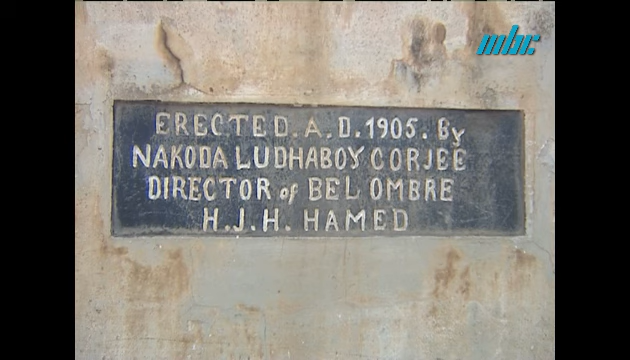 mbc
ERECTED.A.D.1905.By
NAKODA LUDHABOY CORJEE
DIRECTOR of BEL OMBRE
H.J.H. HAMED